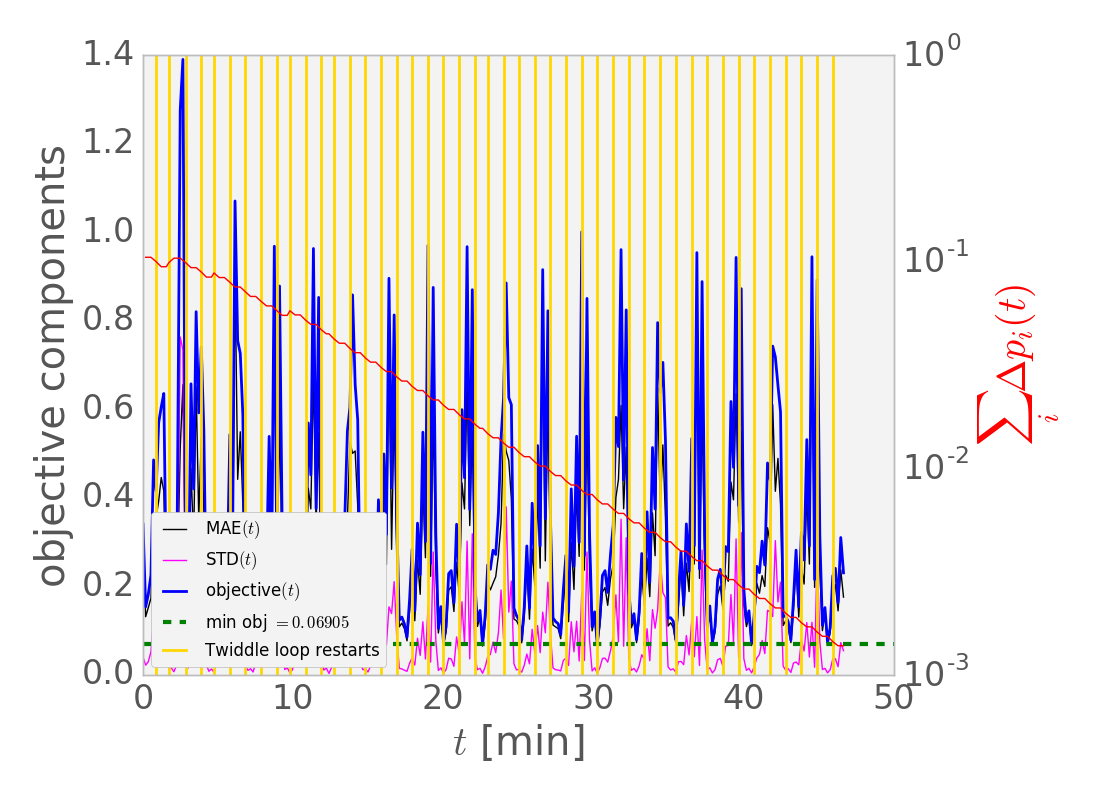 1.4
1.2
1.0
0.8
0.6
0.4
0.2
0.0
objective components
10^0
10^-1
10^-2
10^-3
∑_i Δp_i(t)
MAE(t)
STD(t)
objective(t)
min obj = 0.06905
Twiddle loop restarts
0 10 20 30 40 50
t [min]